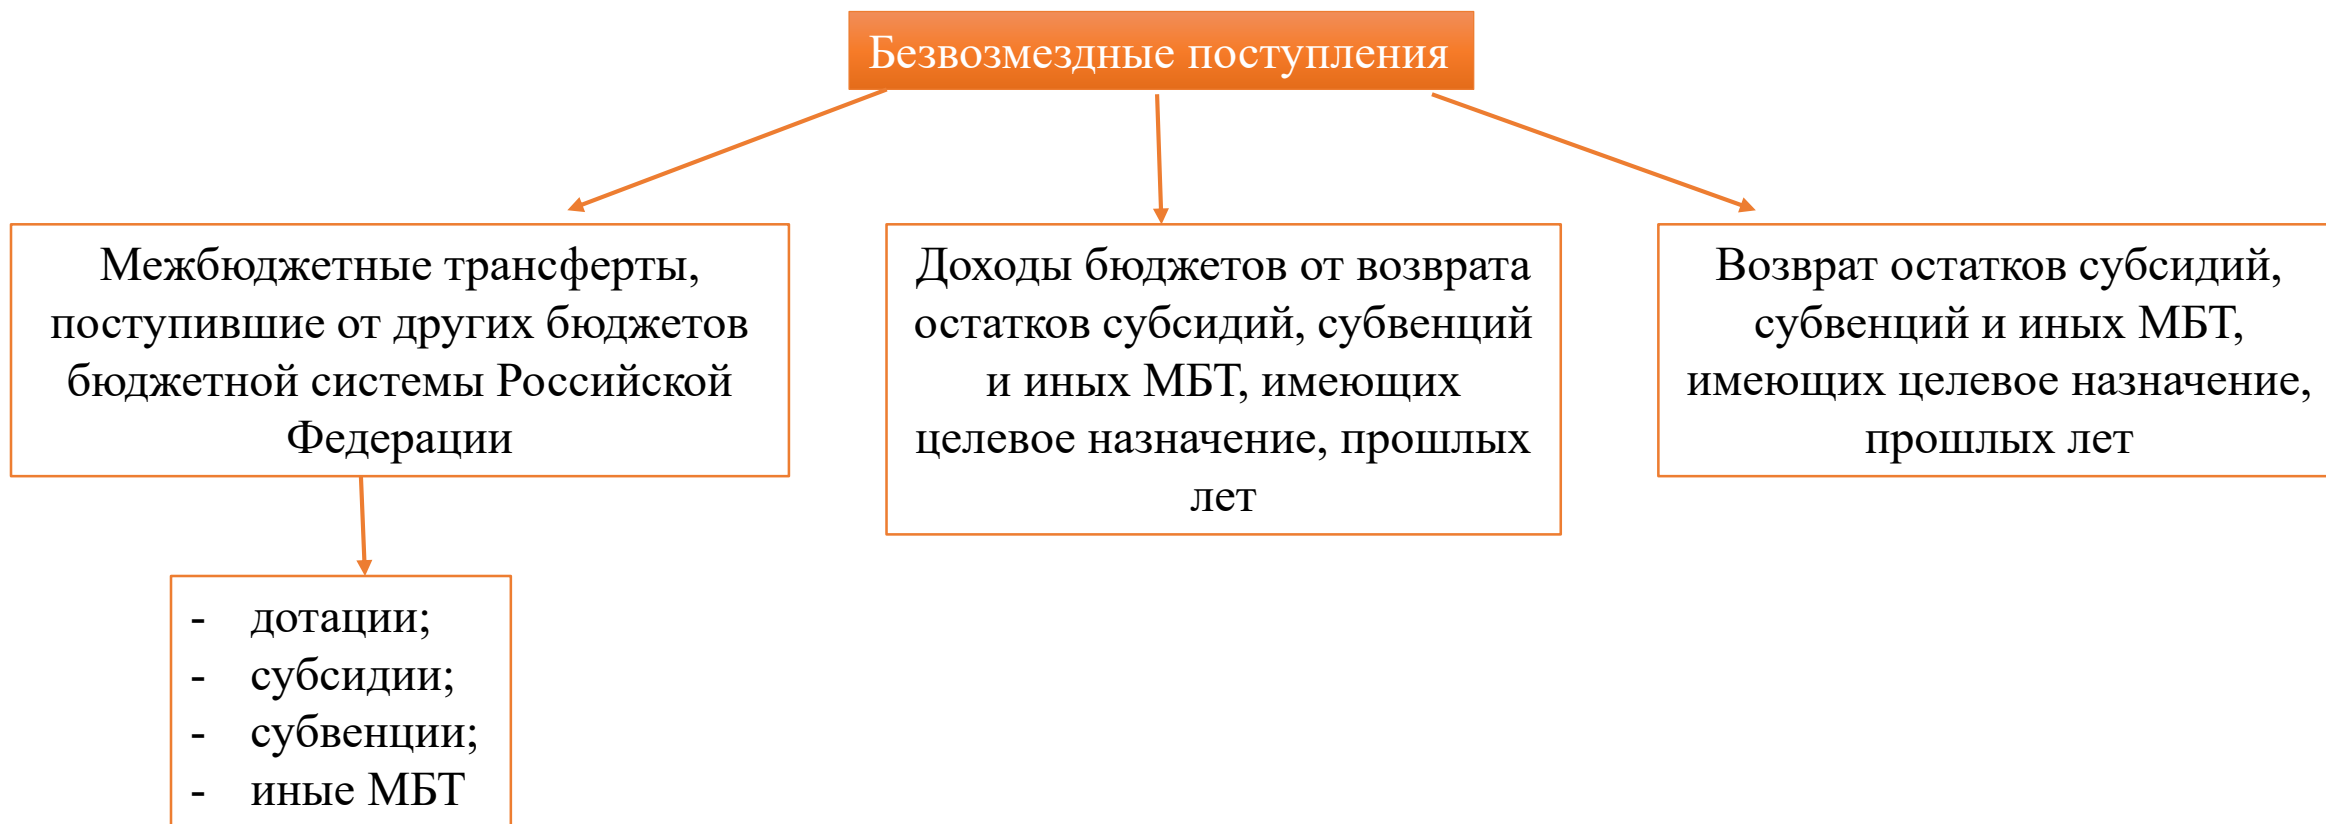 Безвозмездные поступления
Межбюджетные трансферты,
поступившие от других бюджетов
бюджетной системы Российской
Федерации
Доходы бюджетов от возврата
остатков субсидий, субвенций
и иных МБТ, имеющих
целевое назначение, прошлых
лет
Возврат остатков субсидий,
субвенций и иных МБТ,
имеющих целевое назначение,
прошлых лет
- дотации;
- субсидии;
- субвенции;
- иные МБТ